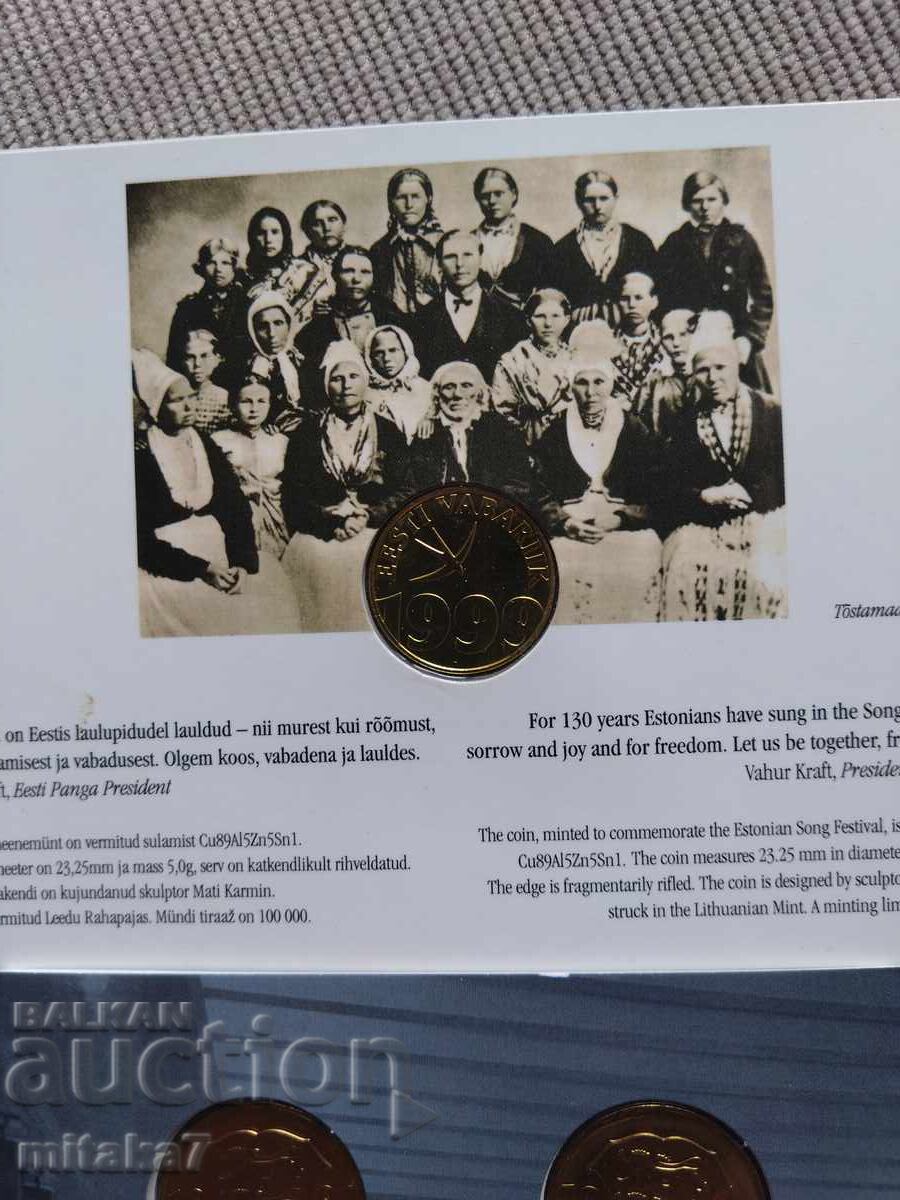 EESTI VABARIIK
1999
Tõstamaa
on Eestis laulupidudel lauldud – nii murest kui rõõmust,
amisest ja vabadusest. Olgem koos, vabadena ja lauldes.
t, Eesti Panga President
eenemünt on vermitud sulamist Cu89Al5Zn5Sn1.
meeter on 23,25mm ja mass 5,0g, serv on katkendlikult rihveldatud.
akendi on kujundanud skulptor Mati Karmin.
rmitud Leedu Rahapajas. Mündi tiraaž on 100 000.
For 130 years Estonians have sung in the Song
sorrow and joy and for freedom. Let us be together, fr
Vahur Kraft, Preside
The coin, minted to commemorate the Estonian Song Festival, is
Cu89Al5Zn5Sn1. The coin measures 23.25 mm in diamete
The edge is fragmentarily rifled. The coin is designed by sculpto
struck in the Lithuanian Mint. A minting lim
BALKAN
auction
mitaka7